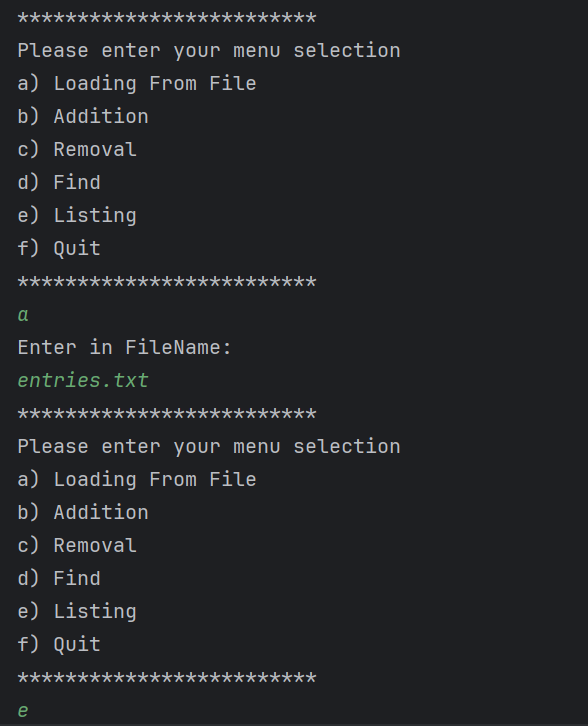 *************************
Please enter your menu selection
a) Loading From File
b) Addition
c) Removal
d) Find
e) Listing
f) Quit
*************************
a
Enter in FileName:
entries.txt
*************************
Please enter your menu selection
a) Loading From File
b) Addition
c) Removal
d) Find
e) Listing
f) Quit
*************************
e